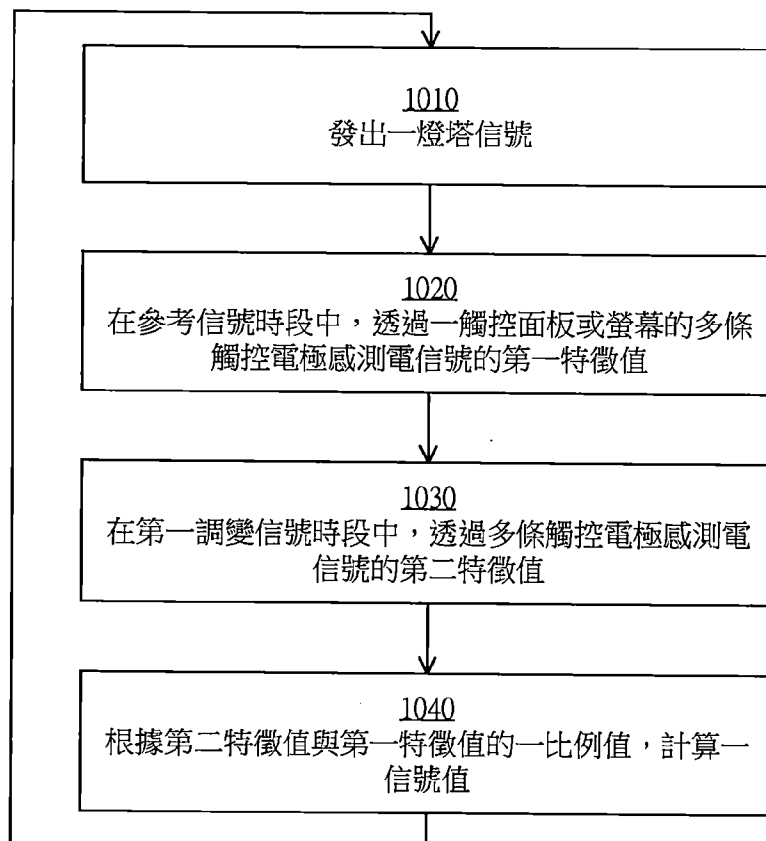 1010
發出一燈塔信號
1020
在參考信號時段中，透過一觸控面板或螢幕的多條
觸控電極感測電信號的第一特徵值
1030
在第一調變信號時段中，透過多條觸控電極感測電
信號的第二特徵值
1040
根據第二特徵值與第一特徵值的一比例值，計算一
信號值